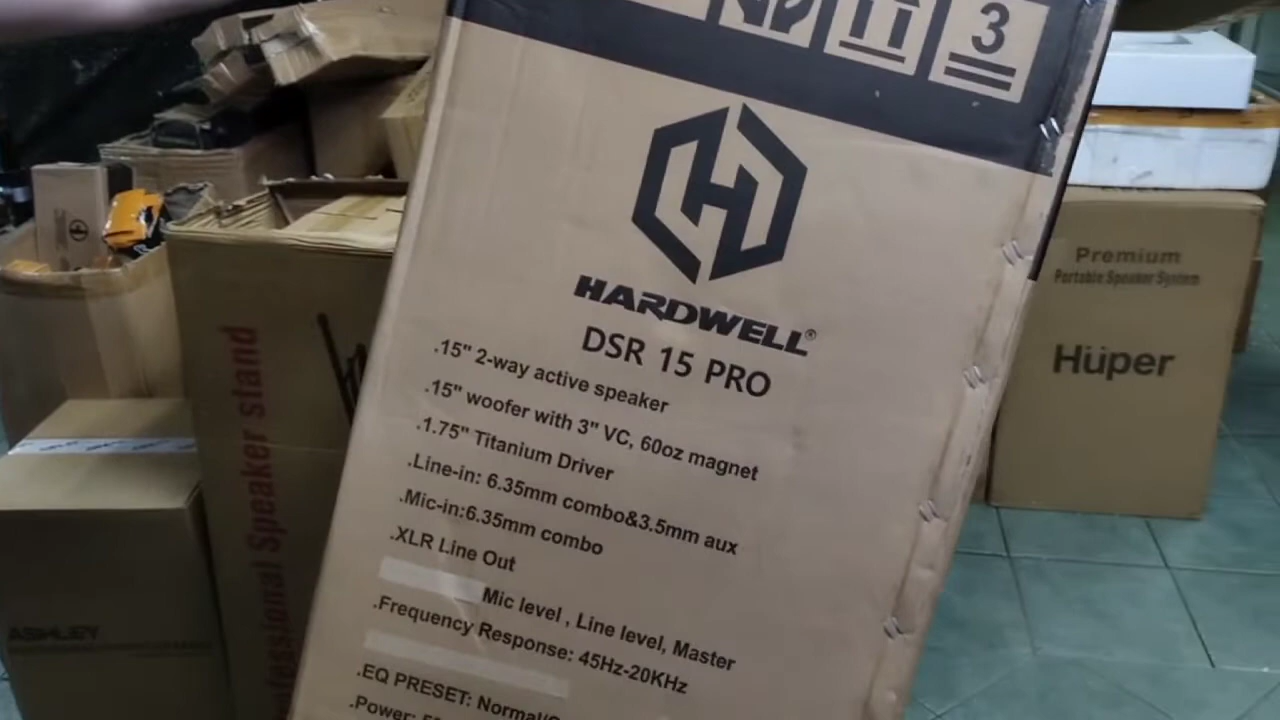 3
HARDWELL®
DSR 15 PRO
.15" 2-way active speaker
.15" woofer with 3" VC, 60oz magnet
.1.75" Titanium Driver
.Line-in: 6.35mm combo&3.5mm aux
.Mic-in:6.35mm combo
.XLR Line Out
Mic level , Line level, Master
.Frequency Response: 45Hz-20KHz
.EQ PRESET: Normal/
.Power:
Premium
Portable Speaker System
Hüper
Speaker stand
ASHLEY